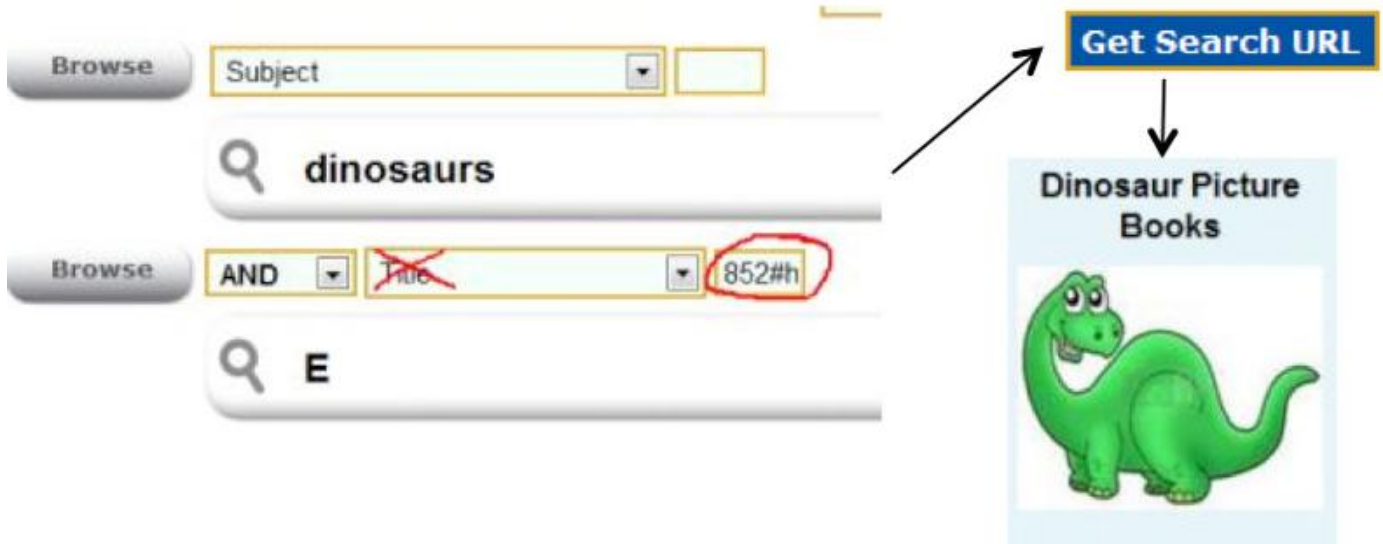 Browse Subject
dinosaurs
Browse AND Title 852#h
E
Get Search URL
Dinosaur Picture
Books